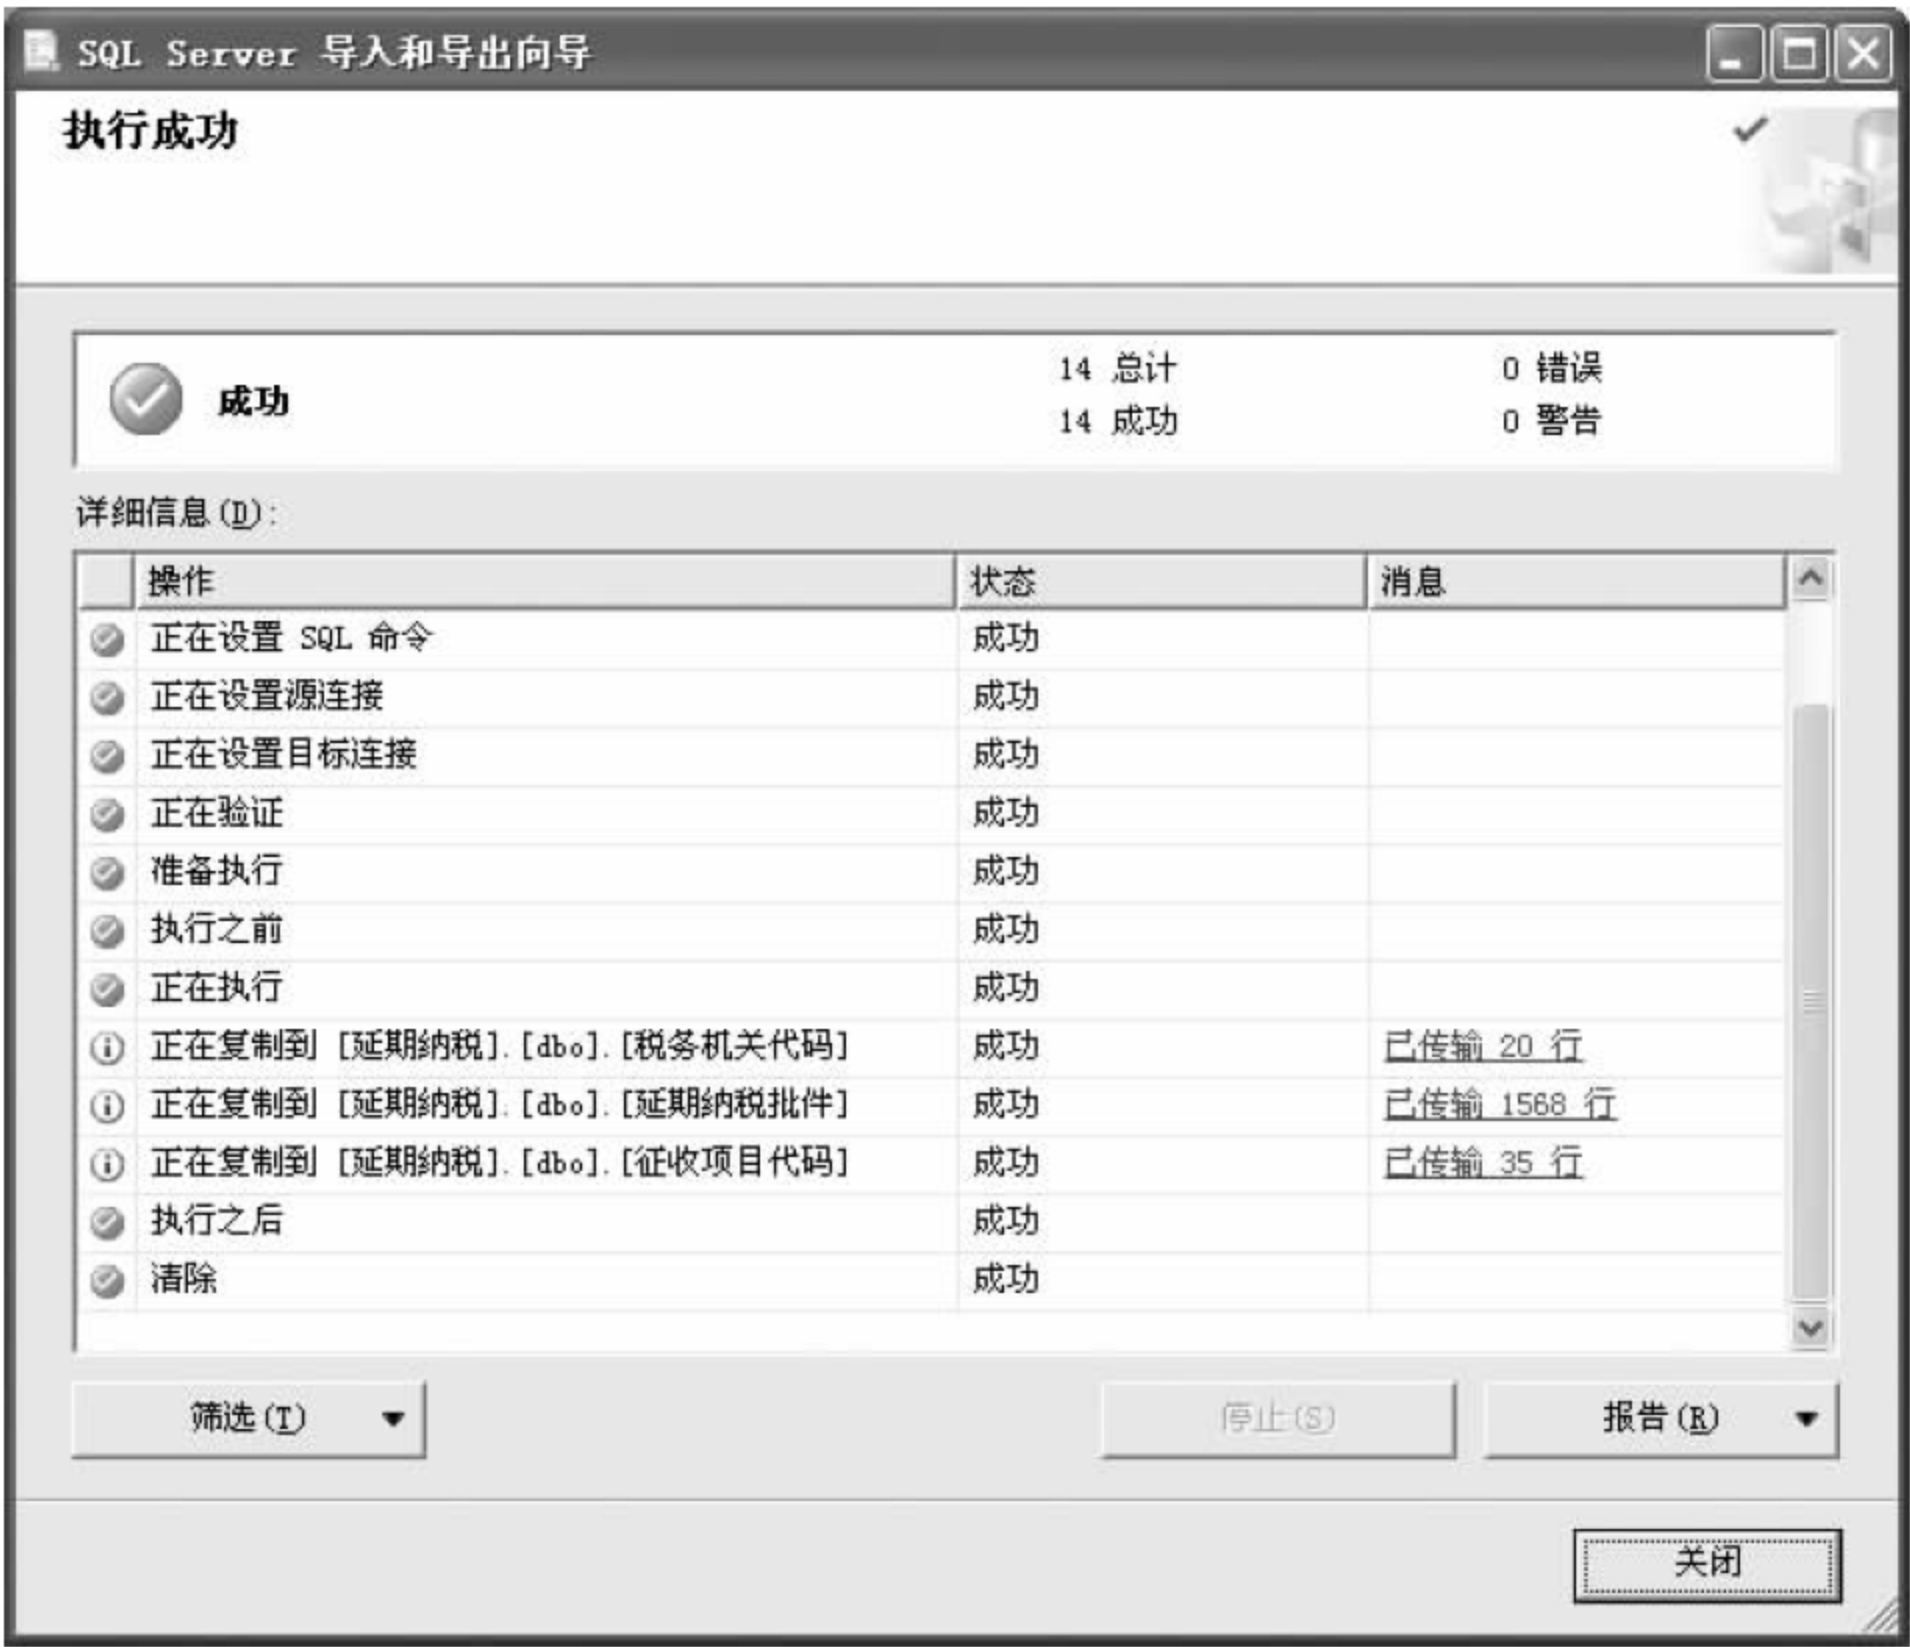 SQL Server 导入和导出向导
执行成功
成功
14 总计
0 错误
14 成功
0 警告
详细信息(D):
操作 状态 消息
正在设置 SQL 命令 成功
正在设置源连接 成功
正在设置目标连接 成功
正在验证 成功
准备执行 成功
执行之前 成功
正在执行 成功
正在复制到 [延期纳税].[dbo].[税务机关代码] 成功 已传输 20 行
正在复制到 [延期纳税].[dbo].[延期纳税批件] 成功 已传输 1568 行
正在复制到 [延期纳税].[dbo].[征收项目代码] 成功 已传输 35 行
执行之后 成功
清除 成功
筛选(T) 停止(S) 报告(R)
关闭